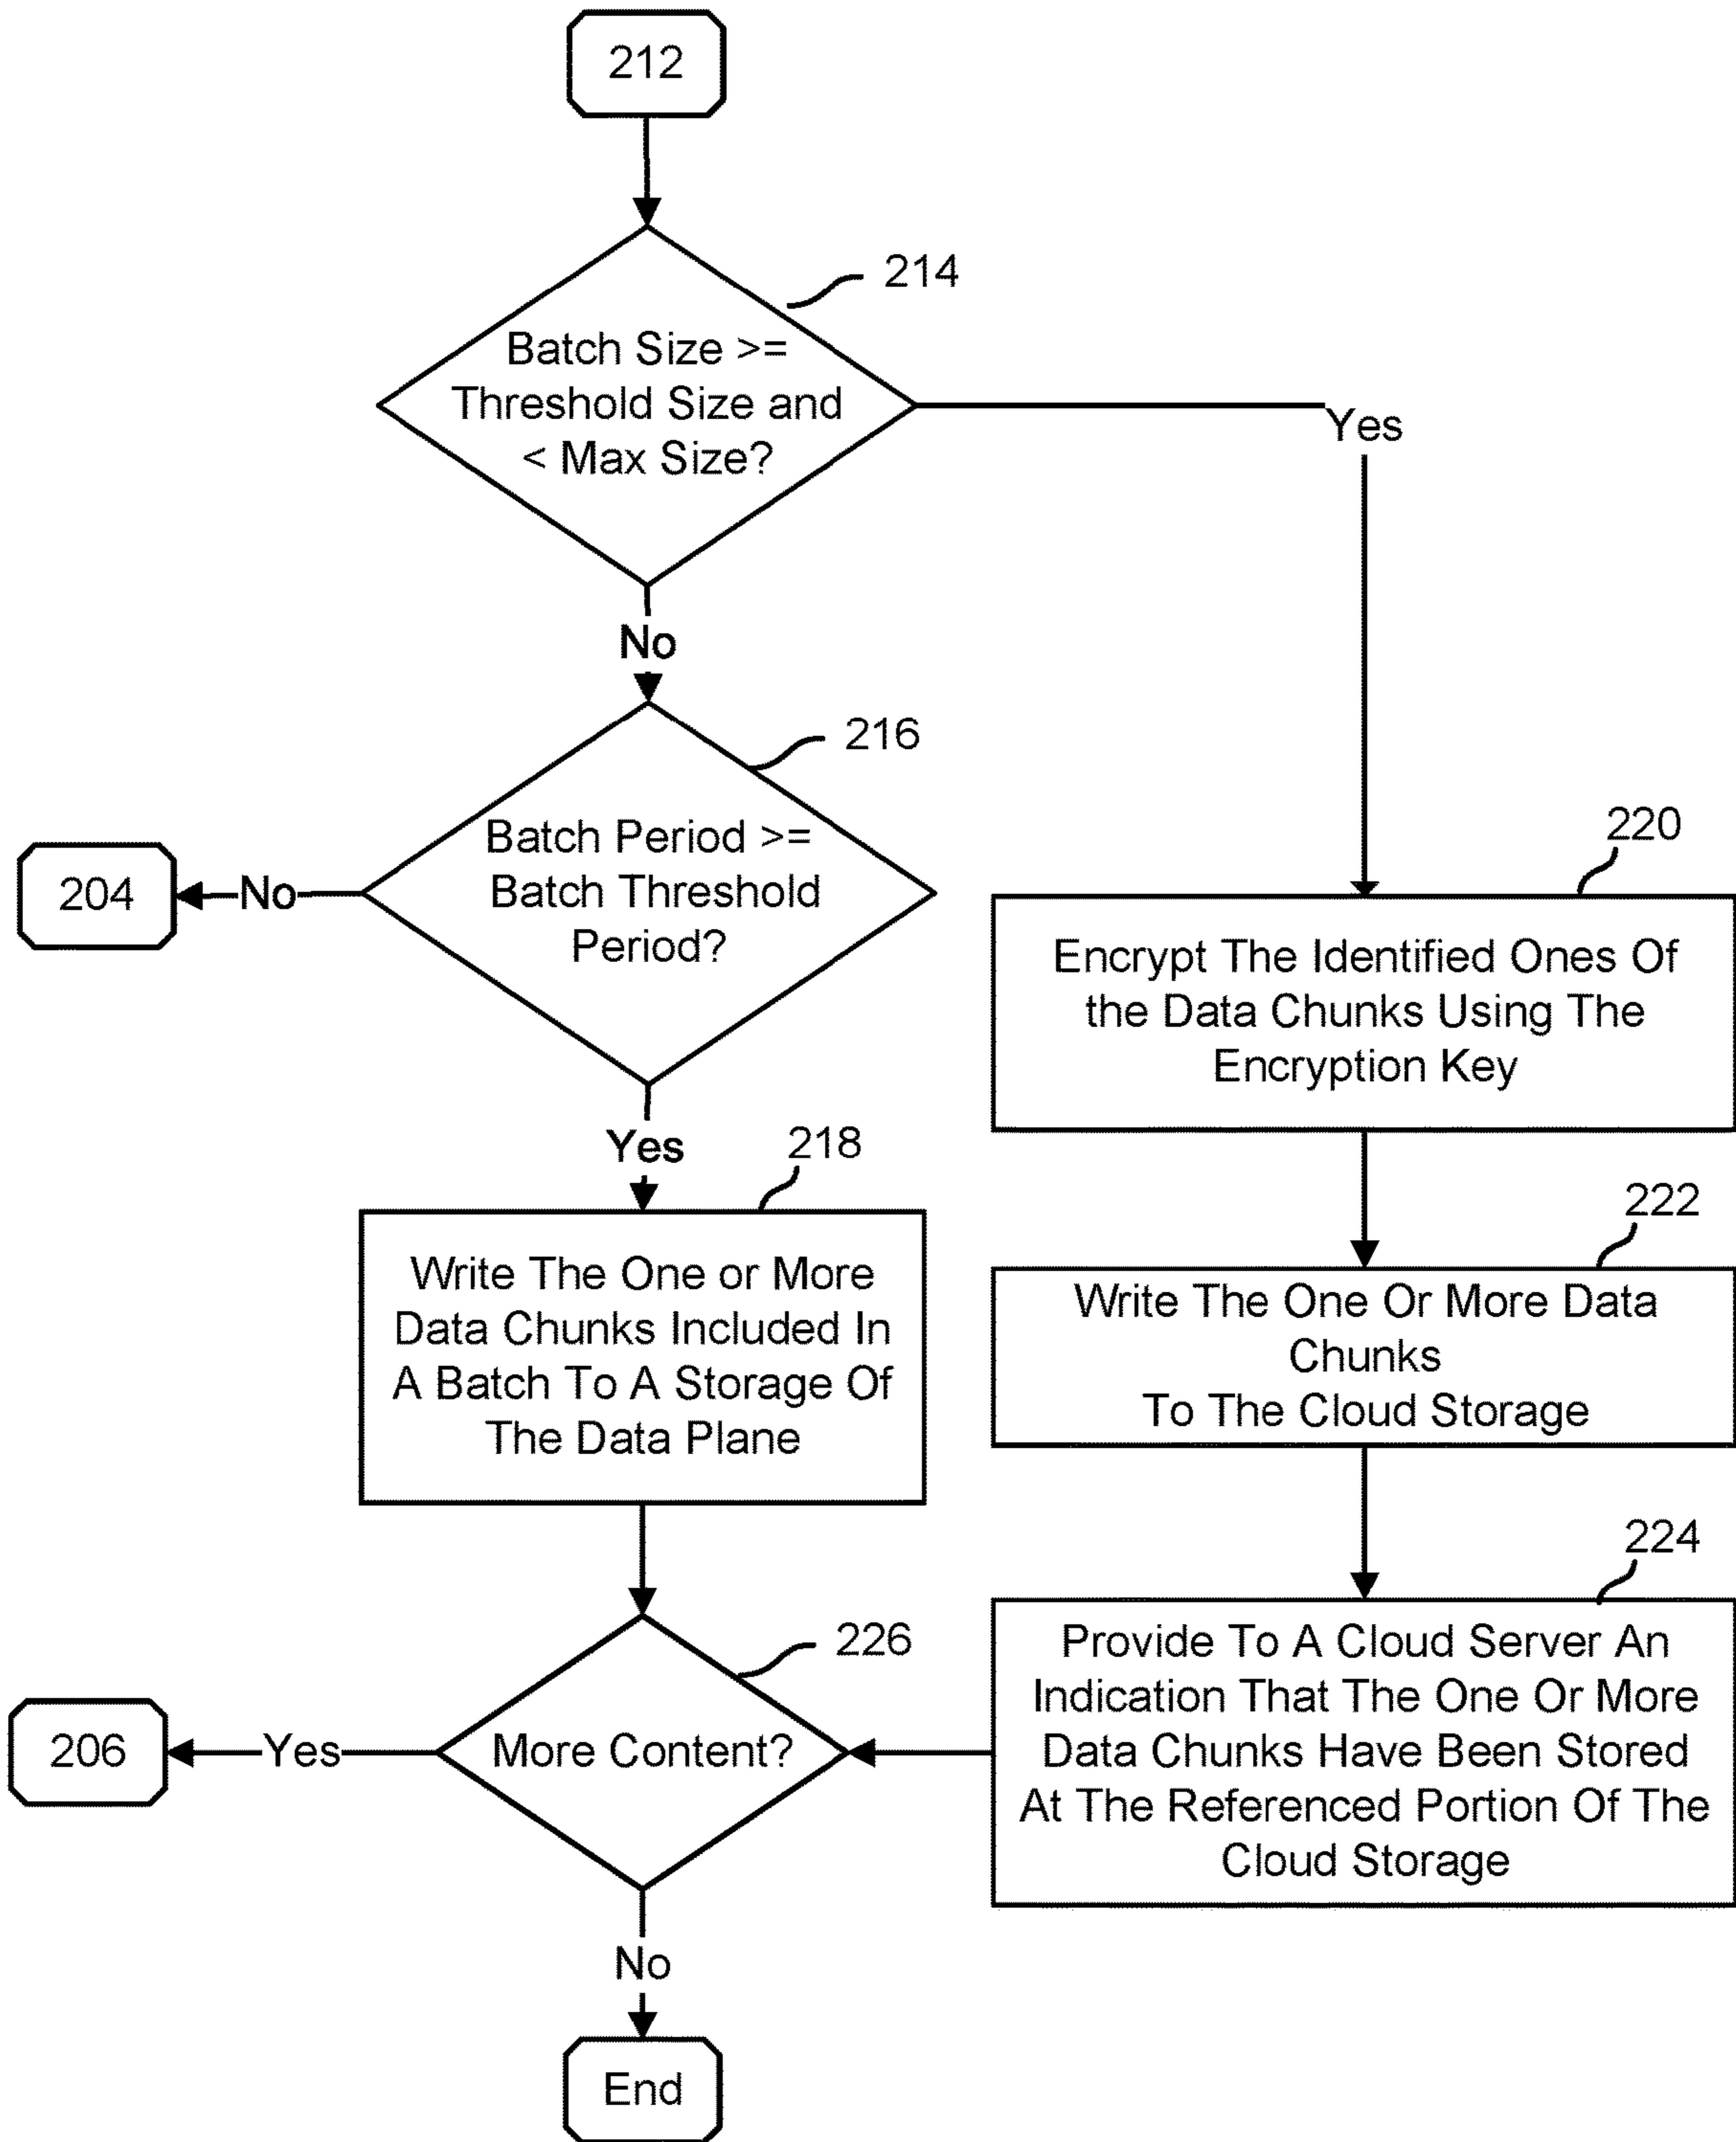 212
214
Batch Size >=
Threshold Size and
< Max Size?
Yes
No
216
Batch Period >=
Batch Threshold
Period?
No
204
220
Encrypt The Identified Ones Of
the Data Chunks Using The
Encryption Key
Yes
218
Write The One or More
Data Chunks Included In
A Batch To A Storage Of
The Data Plane
222
Write The One Or More Data
Chunks
To The Cloud Storage
224
Provide To A Cloud Server An
Indication That The One Or More
Data Chunks Have Been Stored
At The Referenced Portion Of The
Cloud Storage
226
More Content?
Yes
206
No
End